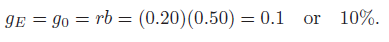 g_E = g_0 = rb = (0.20)(0.50) = 0.1 or 10%.